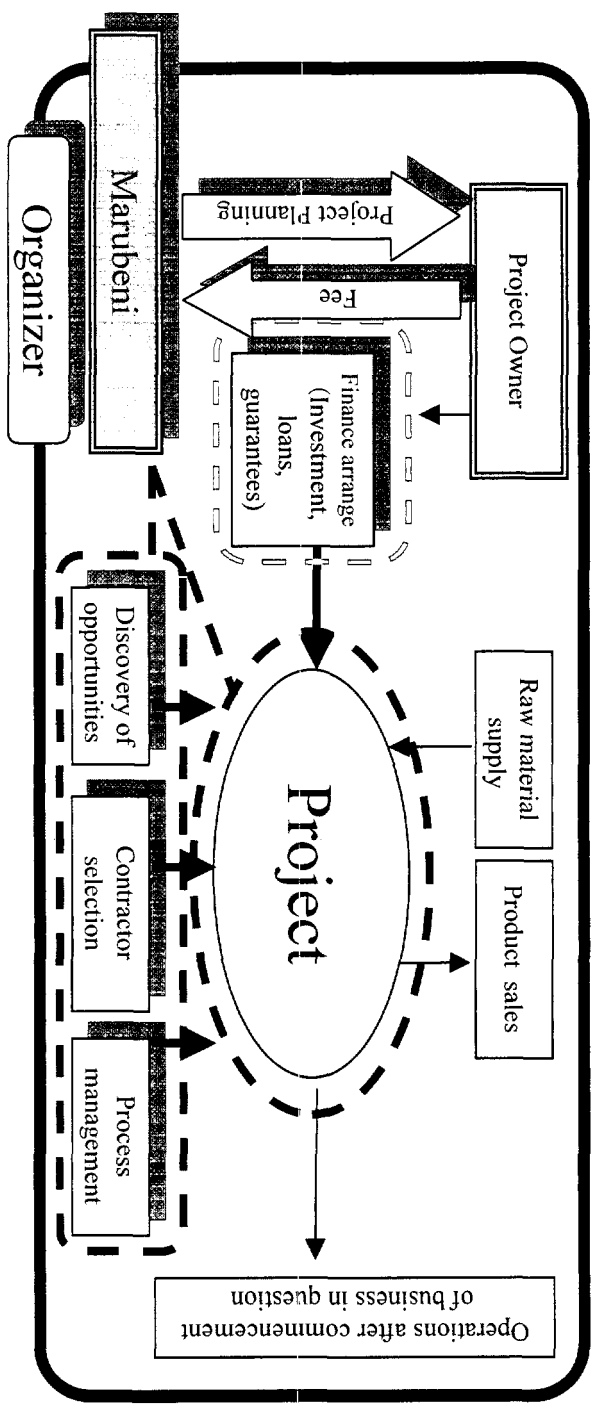 Project Owner
Raw material
supply
Product sales
Project Planning
Fee
Finance arrange
(Investment,
loans,
guarantees)
Project
Operations after commencement
of business in question
Marubeni
Organizer
Discovery of
opportunities
Contractor
selection
Process
management